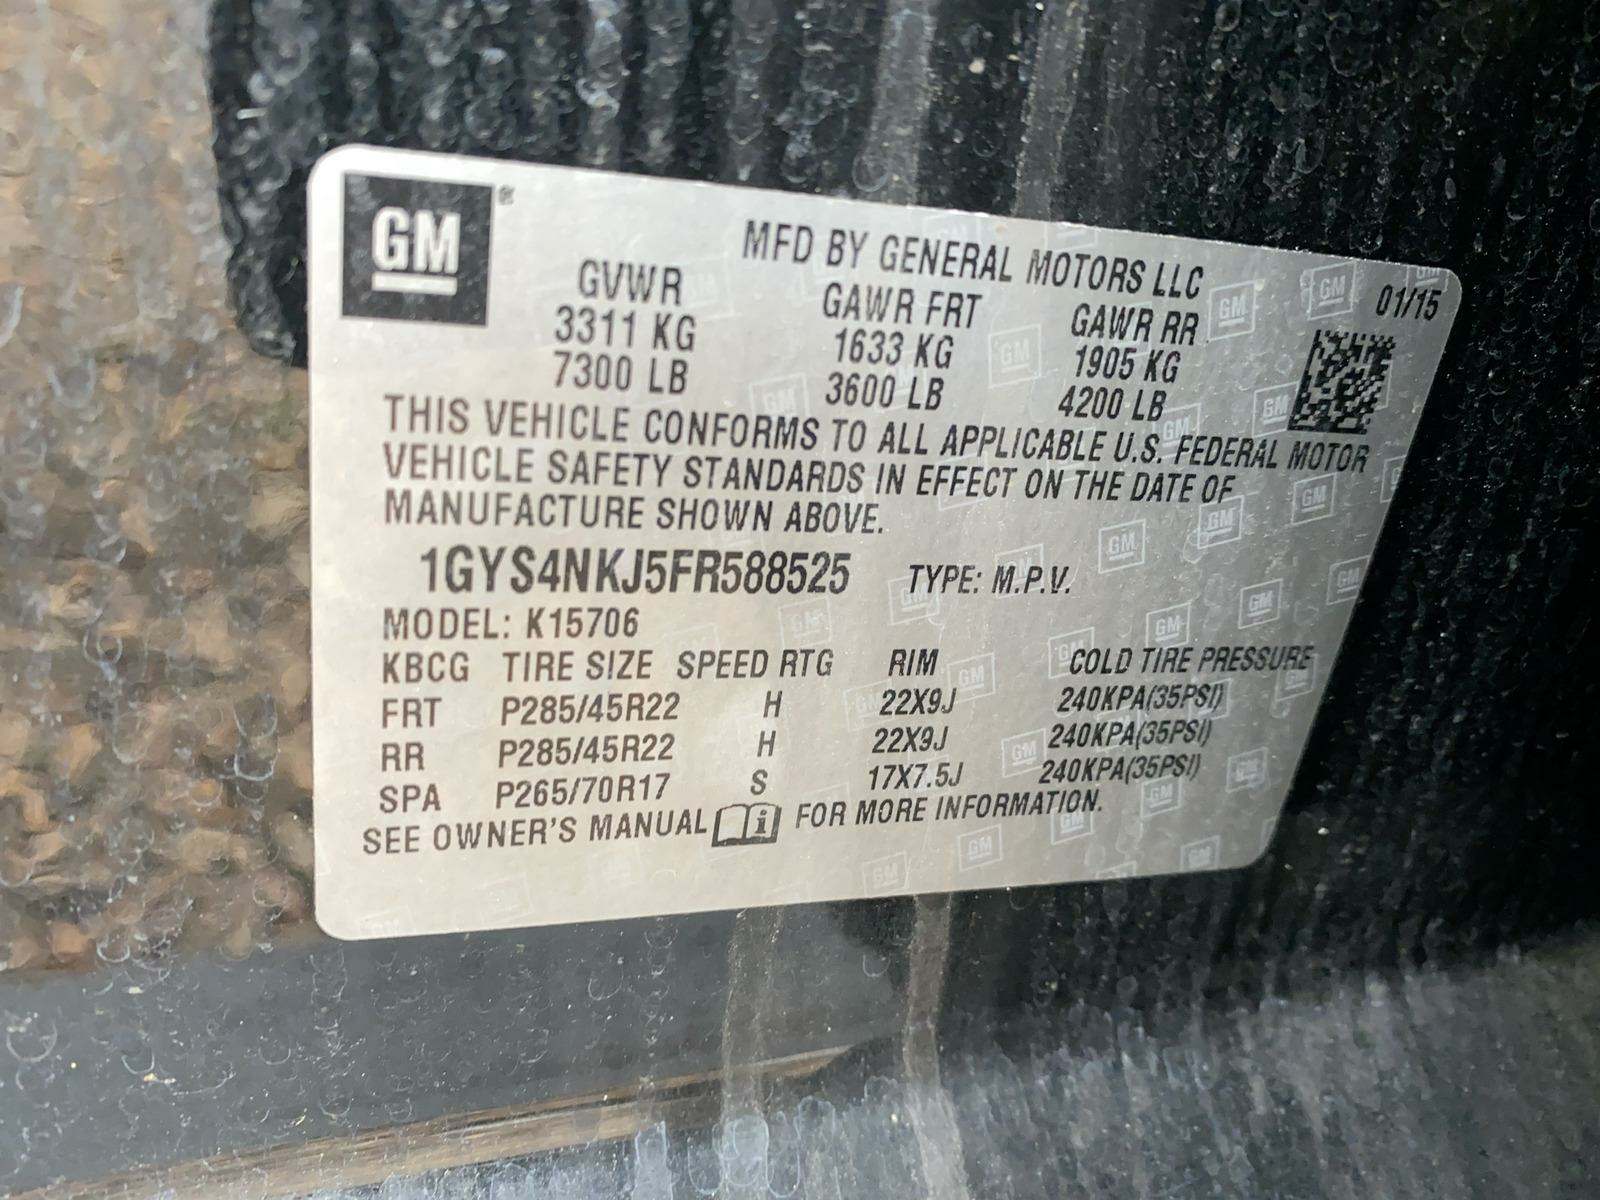 GM®
MFD BY GENERAL MOTORS LLC
01/15
GVWR GAWR FRT GAWR RR
3311 KG 1633 KG 1905 KG
7300 LB 3600 LB 4200 LB
THIS VEHICLE CONFORMS TO ALL APPLICABLE U.S. FEDERAL MOTOR
VEHICLE SAFETY STANDARDS IN EFFECT ON THE DATE OF
MANUFACTURE SHOWN ABOVE.
1GYS4NKJ5FR588525 TYPE: M.P.V.
MODEL: K15706
KBCG TIRE SIZE SPEED RTG RIM COLD TIRE PRESSURE
FRT P285/45R22 H 22X9J 240KPA(35PSI)
RR P285/45R22 H 22X9J 240KPA(35PSI)
SPA P265/70R17 S 17X7.5J 240KPA(35PSI)
SEE OWNER'S MANUAL FOR MORE INFORMATION.